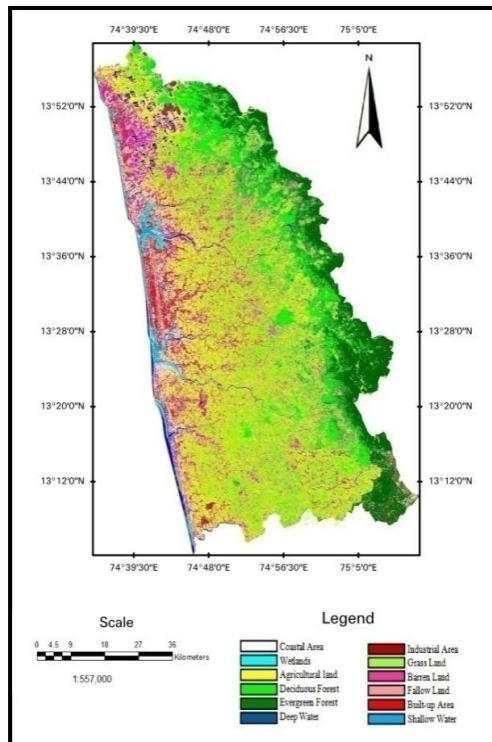 74°39'30"E 74°48'0"E 74°56'30"E 75°5'0"E
N
13°52'0"N 13°52'0"N
13°44'0"N 13°44'0"N
13°36'0"N 13°36'0"N
13°28'0"N 13°28'0"N
13°20'0"N 13°20'0"N
13°12'0"N 13°12'0"N
74°39'30"E 74°48'0"E 74°56'30"E 75°5'0"E
Scale
0 4.5 9 18 27 36
Kilometers
1:557,000
Legend
Coastal Area
Wetlands
Agricultural land
Deciduous Forest
Evergreen Forest
Deep Water
Industrial Area
Grass Land
Barren Land
Fallow Land
Built-up Area
Shallow Water